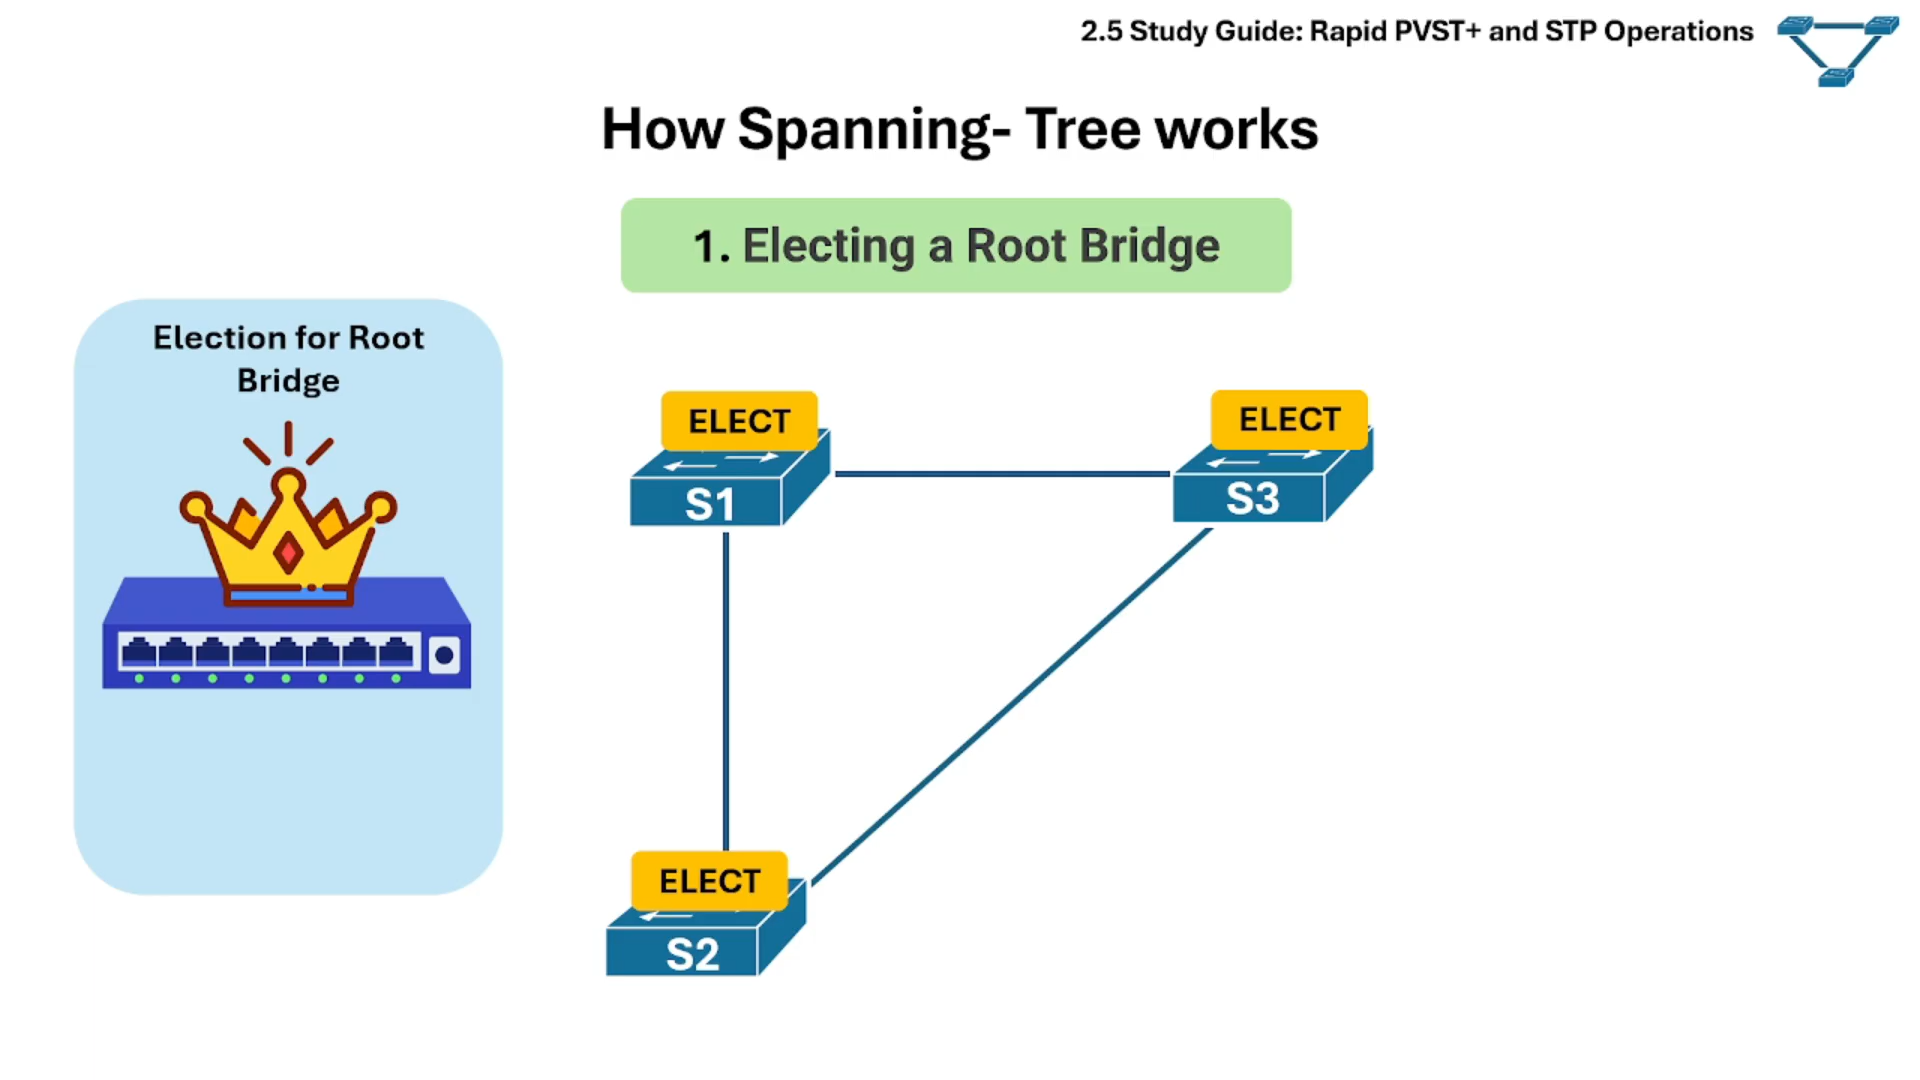 2.5 Study Guide: Rapid PVST+ and STP Operations
How Spanning- Tree works
1. Electing a Root Bridge
Election for Root
Bridge
ELECT
S1
ELECT
S3
ELECT
S2